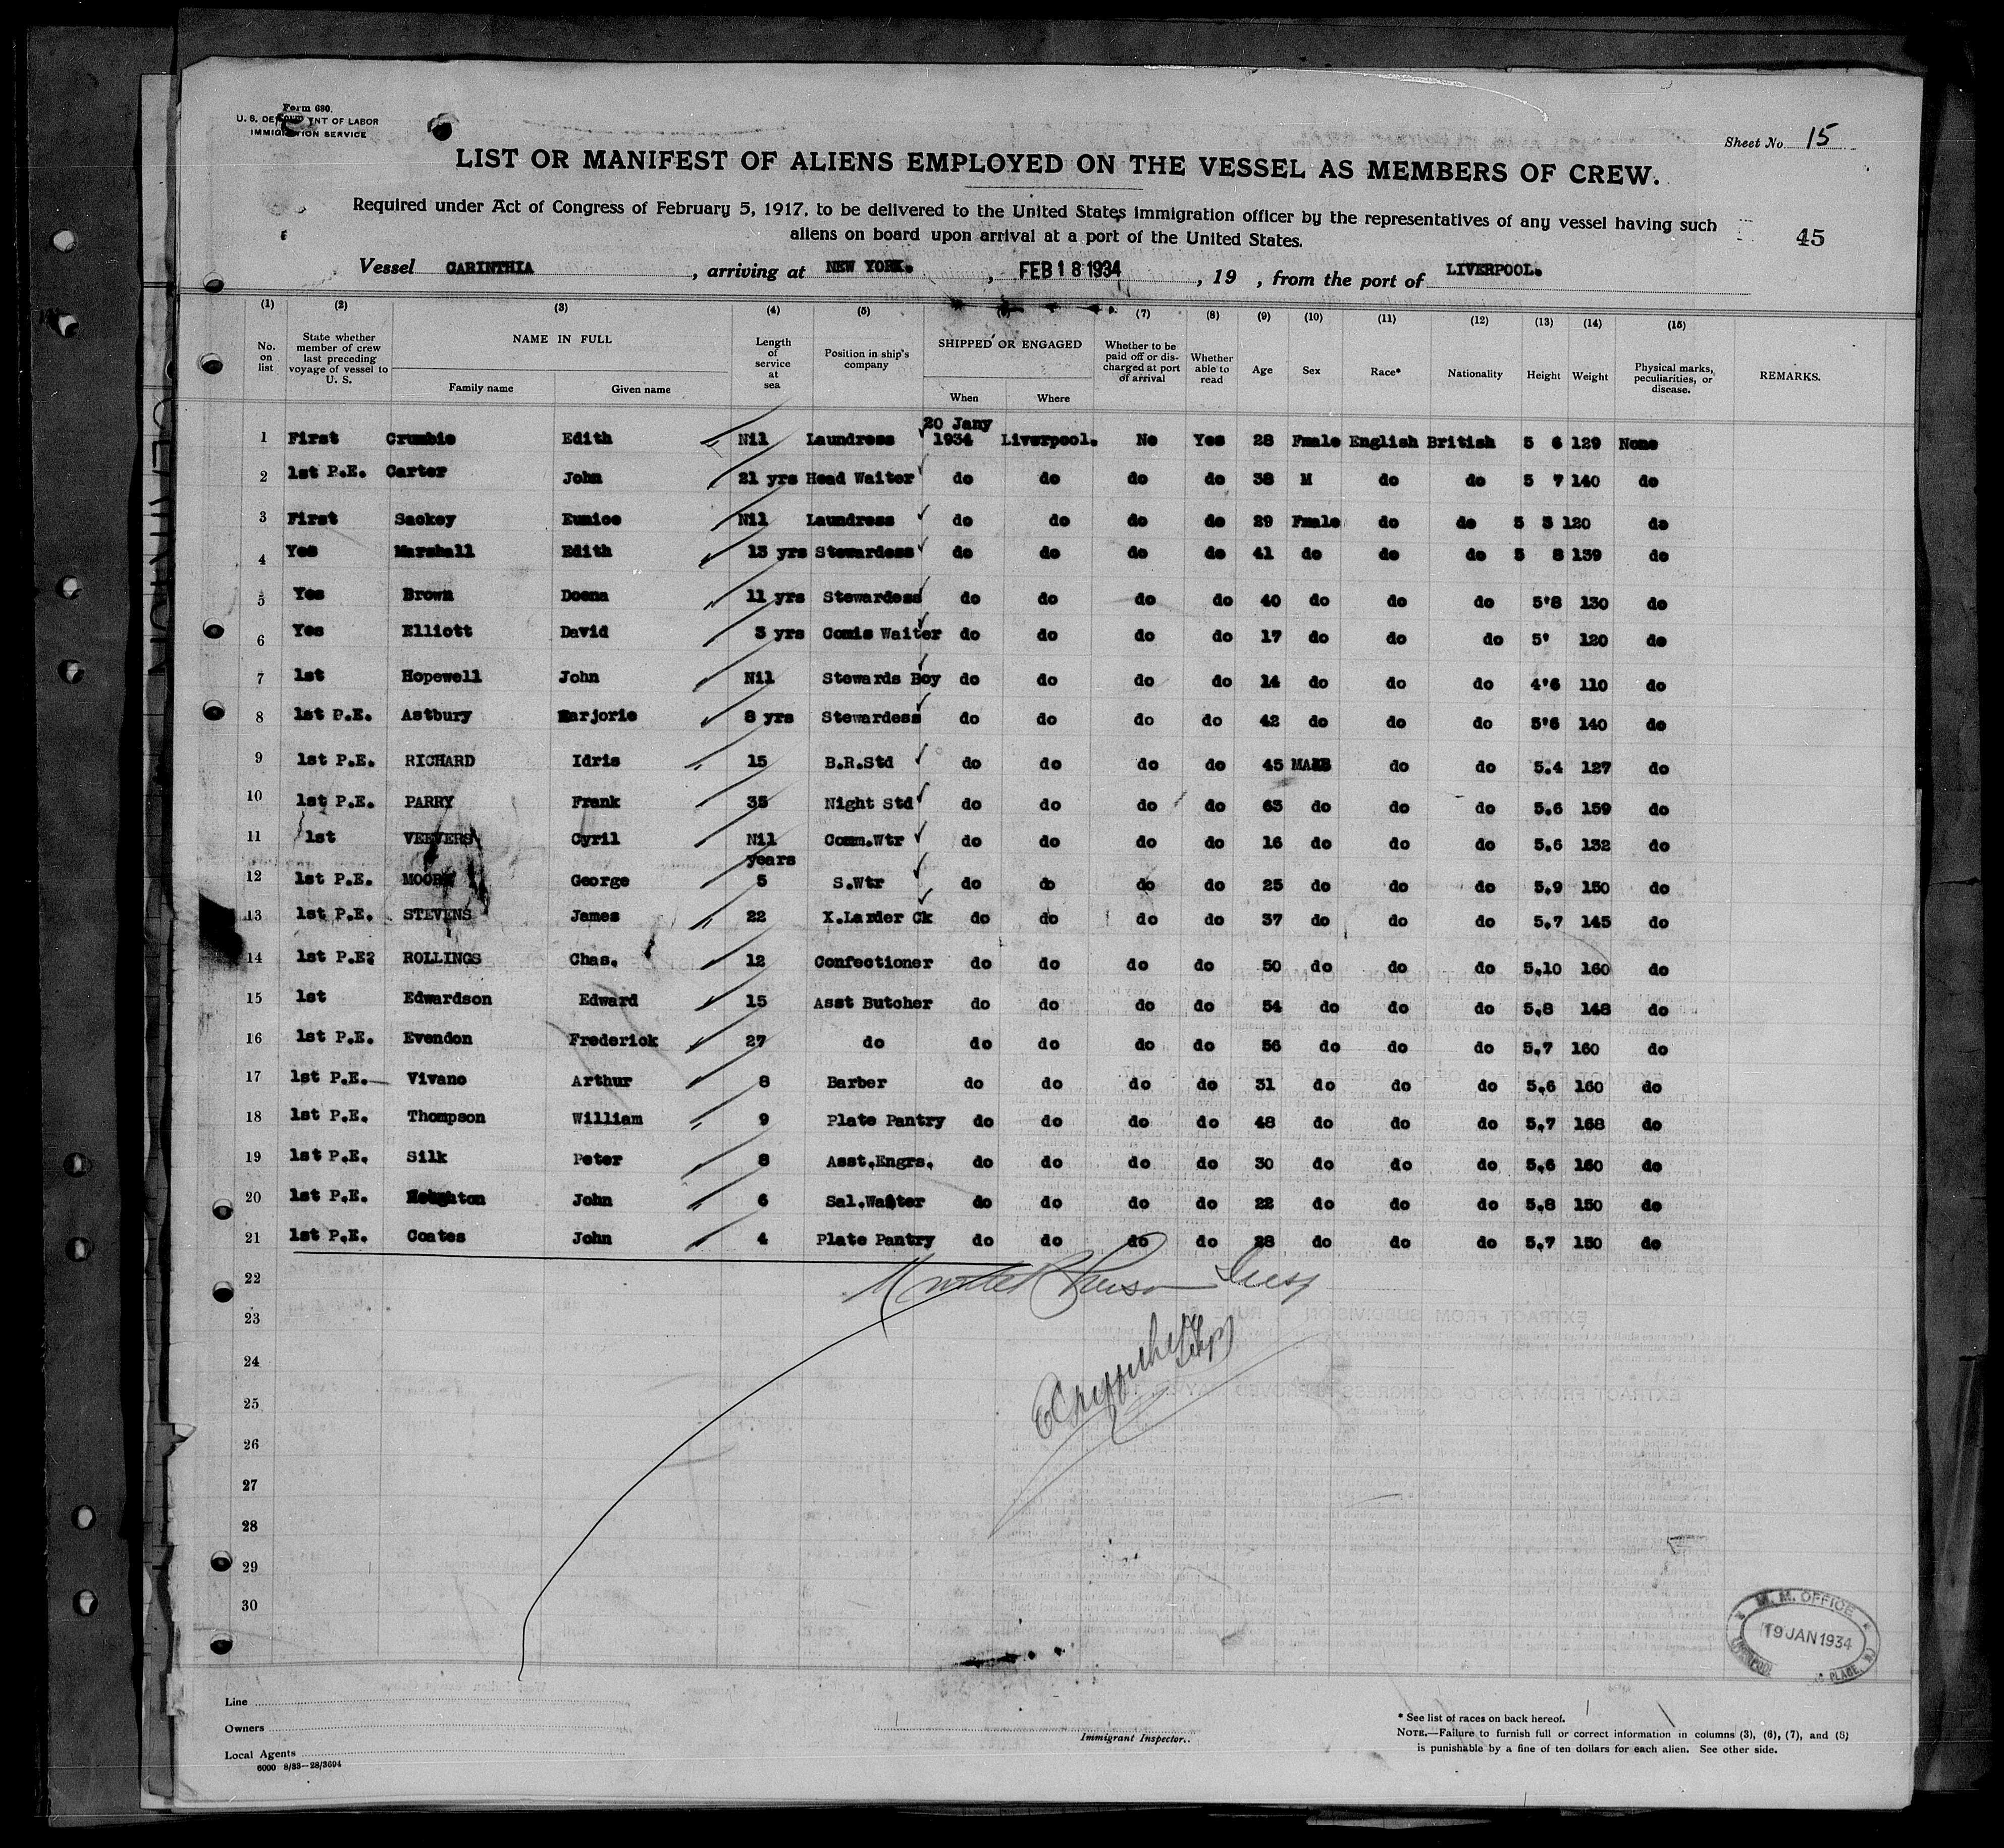 Form 680.
U. S. DEPARTMENT OF LABOR
IMMIGRATION SERVICE
Sheet No. 15
LIST OR MANIFEST OF ALIENS EMPLOYED ON THE VESSEL AS MEMBERS OF CREW.
Required under Act of Congress of February 5, 1917, to be delivered to the United States immigration officer by the representatives of any vessel having such
aliens on board upon arrival at a port of the United States.
45
Vessel CARINTHIA , arriving at NEW YORK. , FEB 18 1934 , 19 , from the port of LIVERPOOL.
(1) (2) (3) (4) (5) (7) (8) (9) (10) (11) (12) (13) (14) (15)
No. on list State whether member of crew last preceding voyage of vessel to U. S. NAME IN FULL Family name Given name Length of service at sea Position in ship's company SHIPPED OR ENGAGED When Where Whether to be paid off or discharged at port of arrival Whether able to read Age Sex Race* Nationality Height Weight Physical marks, peculiarities, or disease. REMARKS.
1 First Crumbie Edith Nil Laundress 20 Jany 1934 Liverpool. No Yes 28 Fmale English British 5 6 129 None
2 1st P.E. Carter John 21 yrs Head Waiter do do do do 38 M do do 5 7 140 do
3 First Sackey Eunice Nil Laundress do do do do 29 Fmale do do 5 3 120 do
4 Yes Marshall Edith 13 yrs Stewardess do do do do 41 do do do 5 8 139 do
5 Yes Brown Doena 11 yrs Stewardess do do do do 40 do do do 5'8 130 do
6 Yes Elliott David 3 yrs Comis Waiter do do do do 17 do do do 5' 120 do
7 1st Hopewell John Nil Stewards Boy do do do do 14 do do do 4'6 110 do
8 1st P.E. Astbury Marjorie 8 yrs Stewardess do do do do 42 do do do 5'6 140 do
9 1st P.E. RICHARD Idris 15 B.R.Std do do do do 45 MALE do do 5.4 127 do
10 1st P.E. PARRY Frank 35 Night Std do do do do 63 do do do 5.6 159 do
11 1st VEEVERS Cyril Nil Comm.Wtr do do do do 16 do do do 5.6 132 do
years
12 1st P.E. MOORE George 5 S.Wtr do do do do 25 do do do 5.9 150 do
13 1st P.E. STEVENS James 22 X.Larder Ck do do do do 37 do do do 5.7 145 do
14 1st P.E? ROLLINGS Chas. 12 Confectioner do do do do 50 do do do 5.10 160 do
15 1st Edwardson Edward 15 Asst Butcher do do do do 54 do do do 5.8 148 do
16 1st P.E. Evendon Frederick 27 do do do do do 56 do do do 5.7 160 do
17 1st P.E. Vivano Arthur 8 Barber do do do do 31 do do do 5.6 160 do
18 1st P.E. Thompson William 9 Plate Pantry do do do do 48 do do do 5.7 168 do
19 1st P.E. Silk Peter 8 Asst.Engrs. do do do do 30 do do do 5.6 160 do
20 1st P.E. John 6 Sal.Waiter do do do do 22 do do do 5.8 150 do
21 1st P.E. Coates John 4 Plate Pantry do do do do 28 do do do 5.7 150 do
22
23
24
25
26
27
28
29
30
M. M. OFFICE
19 JAN 1934
PLACE.
Line
Owners
Local Agents
6000 8/33—28/3694
Immigrant Inspector.
* See list of races on back hereof.
NOTE.—Failure to furnish full or correct information in columns (3), (6), (7), and (8)
is punishable by a fine of ten dollars for each alien. See other side.